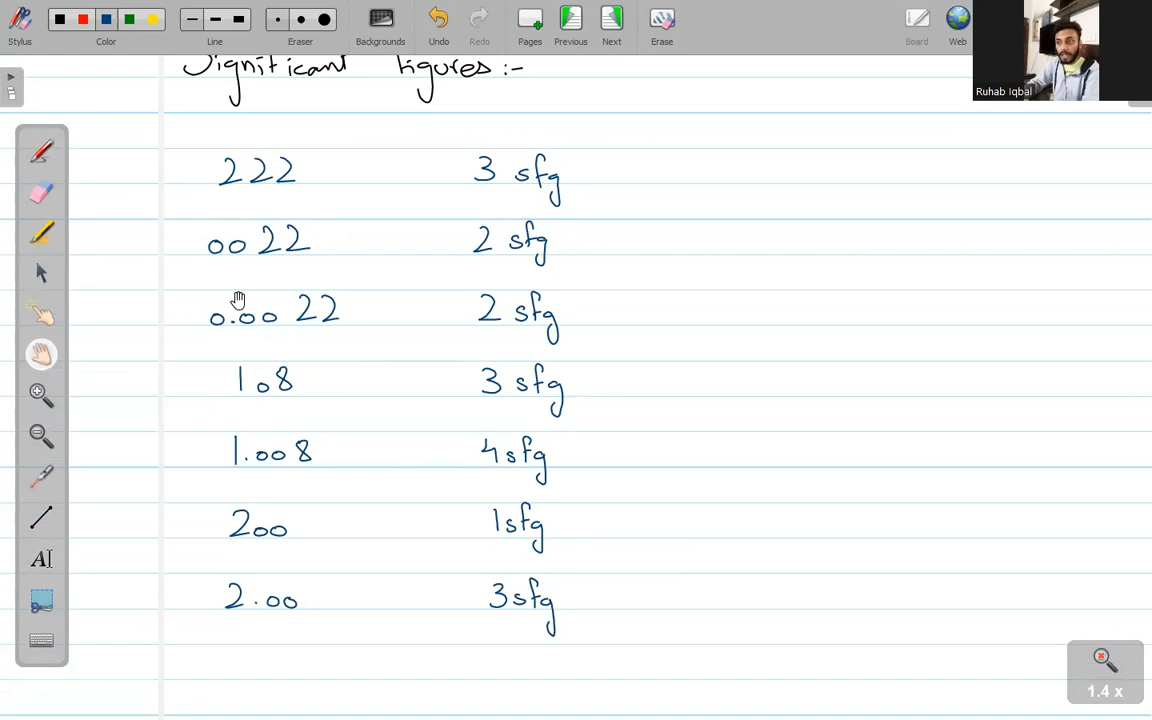 Stylus Color Line Eraser Backgrounds Undo Redo Pages Previous Next Erase Board Web
Ruhab Iqbal
Significant figures :-
222 3 sfg
0022 2 sfg
0.0022 2 sfg
108 3 sfg
1.008 4 sfg
200 1 sfg
2.00 3 sfg
AI
1.4 x